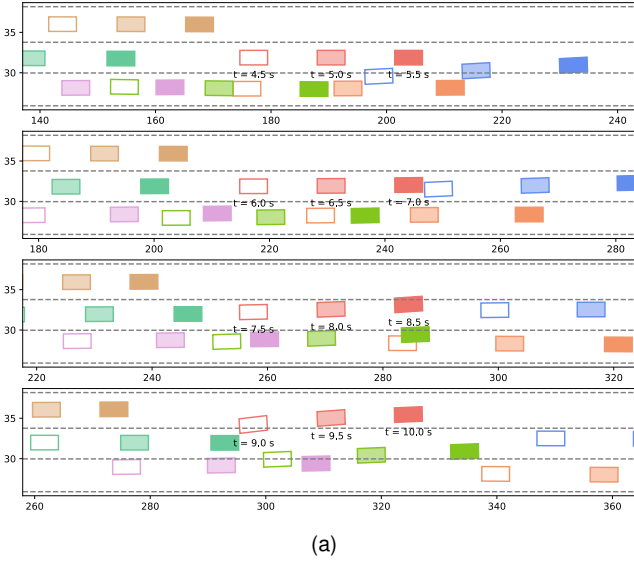 35
30
t = 4.5 s t = 5.0 s t = 5.5 s
140 160 180 200 220 240
35
30
t = 6.0 s t = 6.5 s t = 7.0 s
180 200 220 240 260 280
35
30
t = 7.5 s t = 8.0 s t = 8.5 s
220 240 260 280 300 320
35
30
t = 9.0 s t = 9.5 s t = 10.0 s
260 280 300 320 340 360
(a)